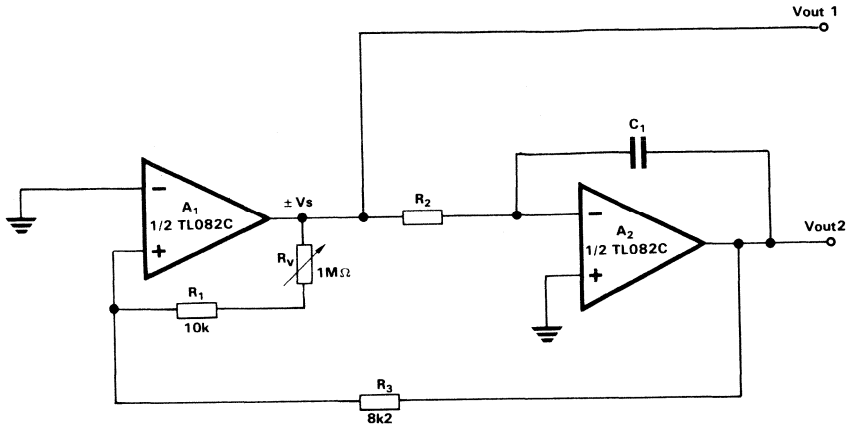 Vout 1
C1
± Vs
R2
−
A1
1/2 TL082C
+
−
A2
1/2 TL082C
+
Vout2
RV
1MΩ
R1
10k
R3
8k2